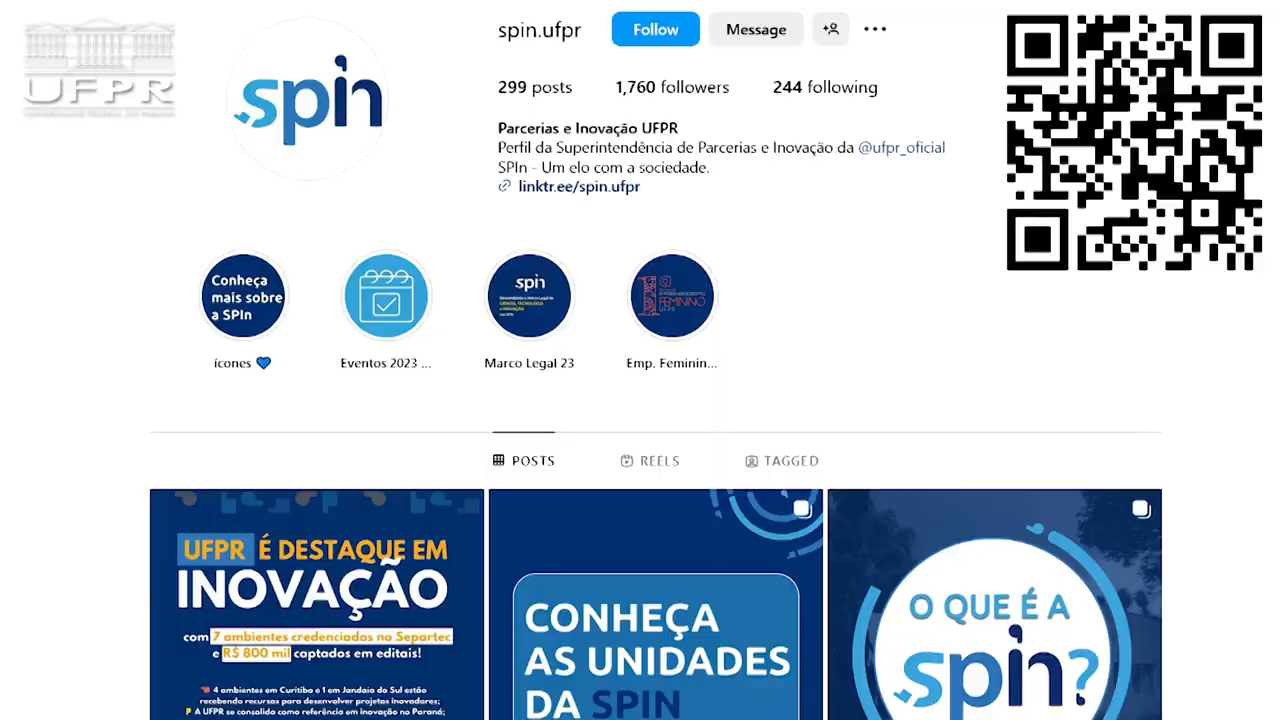 UFPR
spin
spin.ufpr
Follow
Message
299 posts
1,760 followers
244 following
Parcerias e Inovação UFPR
Perfil da Superintendência de Parcerias e Inovação da @ufpr_oficial
SPIn - Um elo com a sociedade.
linktr.ee/spin.ufpr
Conheça
mais sobre
a SPIn
spin
FEMININO
UFPR
ícones 💙
Eventos 2023 ...
Marco Legal 23
Emp. Feminin...
POSTS
REELS
TAGGED
UFPR É DESTAQUE EM
INOVAÇÃO
com 7 ambientes credenciados no Separtec
e R$ 800 mil captados em editais!
4 ambientes em Curitiba e 1 em Jandaia do Sul estão
recebendo recursos para desenvolver projetos inovadores;
A UFPR se consolida como referência em inovação no Paraná;
CONHEÇA
AS UNIDADES
DA SPIN
O QUE É A
spin?